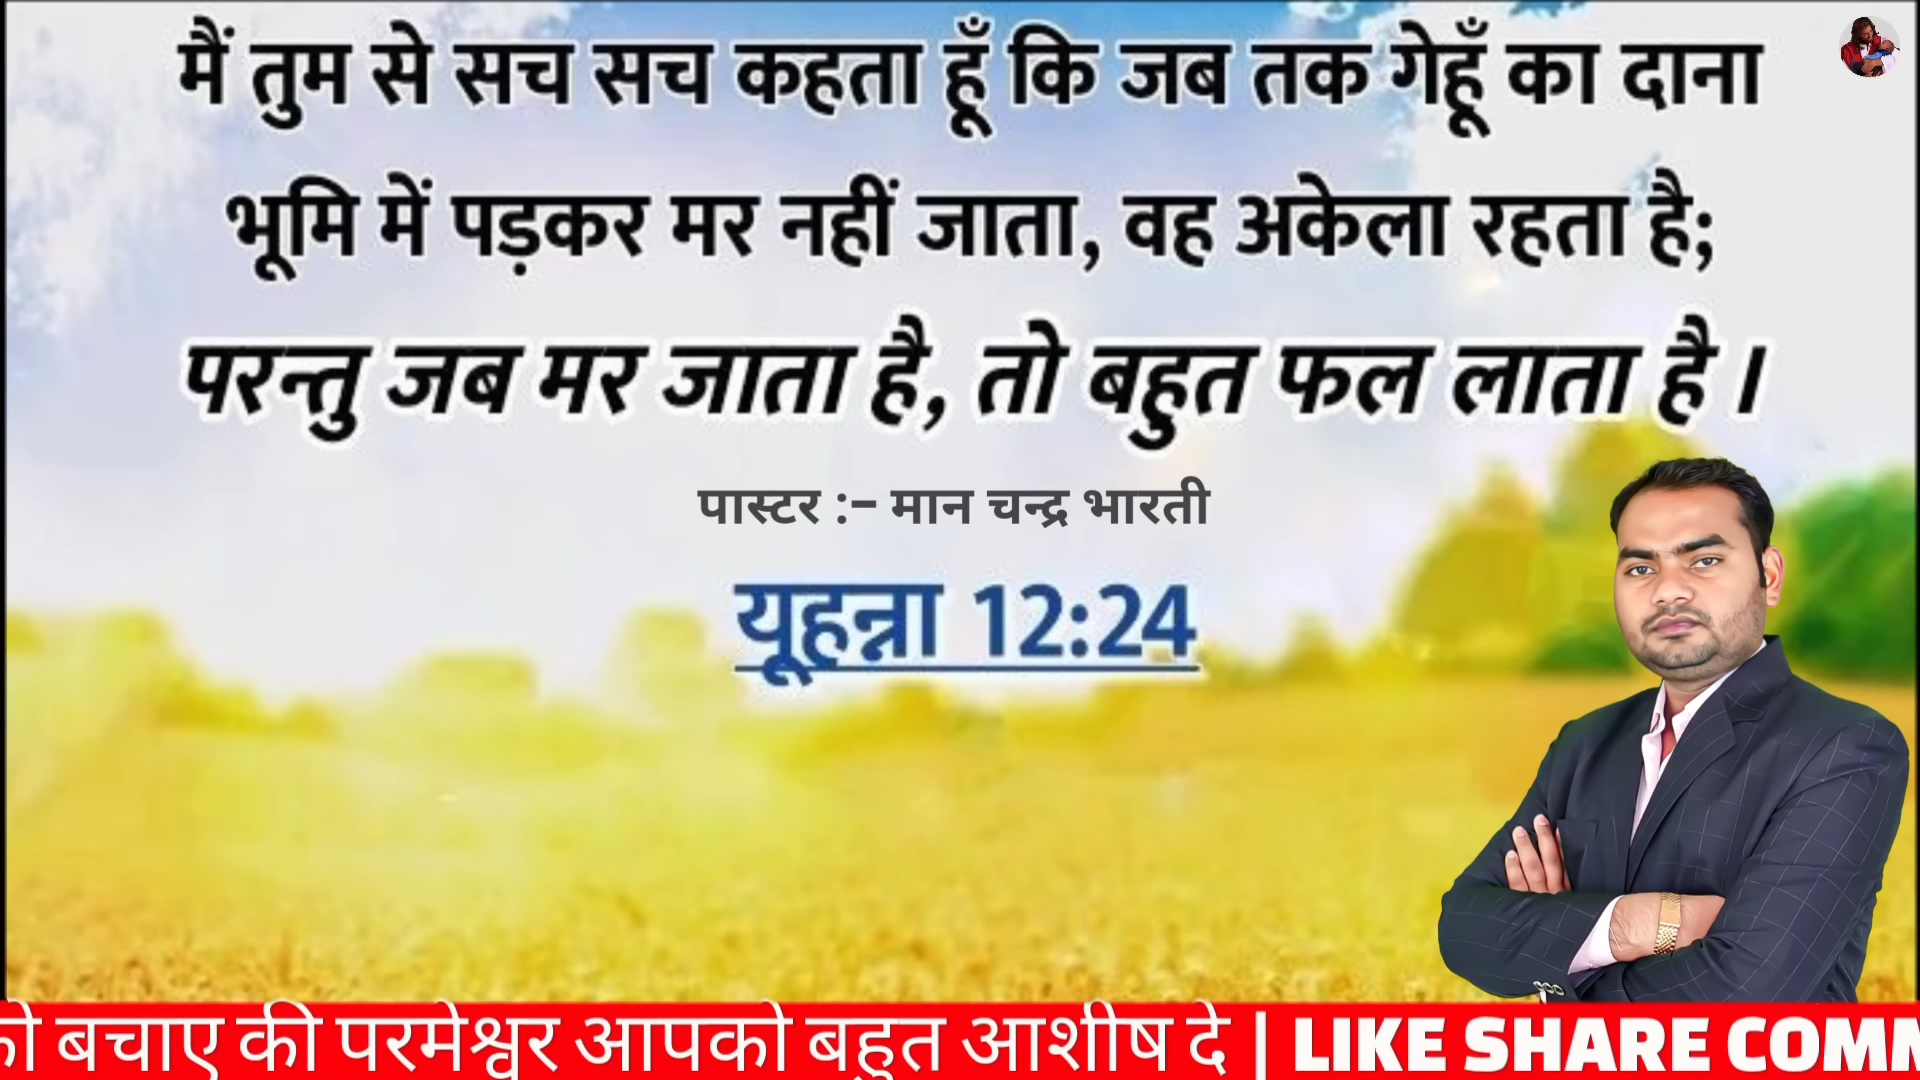 मैं तुम से सच सच कहता हूँ कि जब तक गेहूँ का दाना
भूमि में पड़कर मर नहीं जाता, वह अकेला रहता है;
परन्तु जब मर जाता है, तो बहुत फल लाता है ।
पास्टर :- मान चन्द्र भारती
यूहन्ना 12:24
बचाए की परमेश्वर आपको बहुत आशीष दे | LIKE SHARE COMM